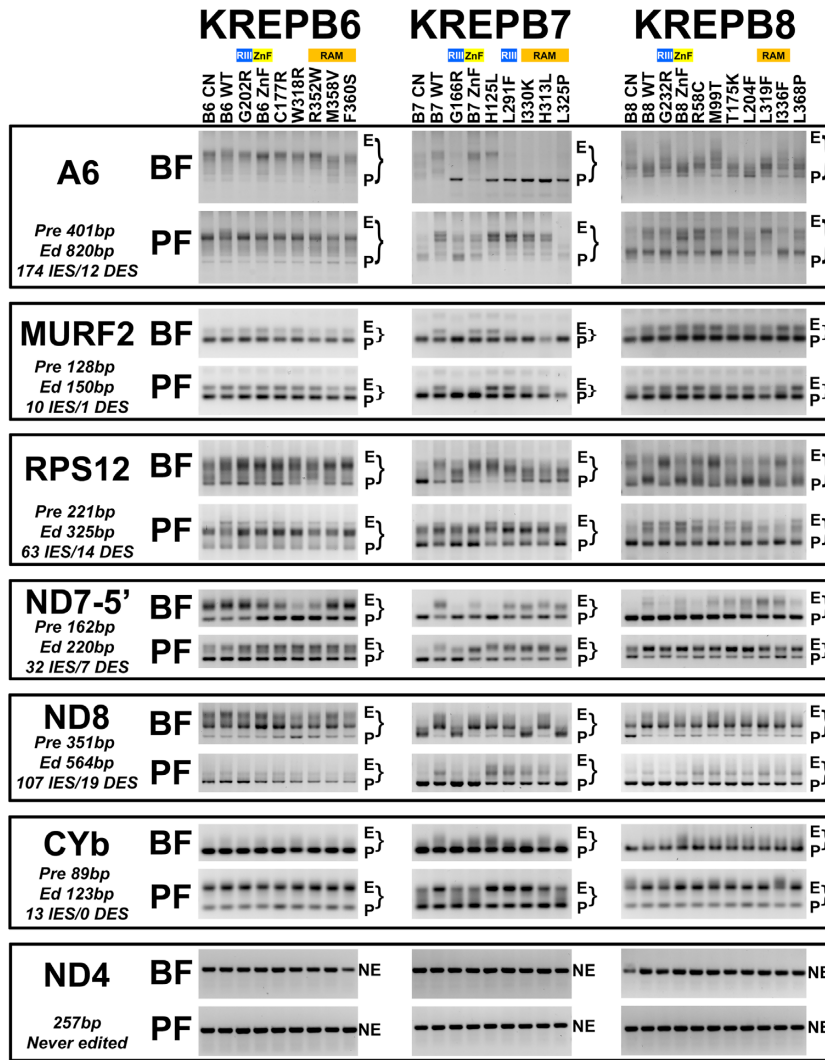 KREPB6 KREPB7 KREPB8
RIII ZnF RAM RIII ZnF RIII RAM RIII ZnF RAM
B6 CN B6 WT G202R B6 ZnF C177R W318R R352W M358V F360S
B7 CN B7 WT G166R B7 ZnF H125L L291F I330K H313L L325P
B8 CN B8 WT G232R B8 ZnF R58C M99T T175K L204F L319F I336F L368P
A6 BF E P E P E P
Pre 401bp
Ed 820bp
174 IES/12 DES
PF E P E P E P
MURF2 BF E P E P E P
Pre 128bp
Ed 150bp
10 IES/1 DES
PF E P E P E P
RPS12 BF E P E P E P
Pre 221bp
Ed 325bp
63 IES/14 DES
PF E P E P E P
ND7-5' BF E P E P E P
Pre 162bp
Ed 220bp
32 IES/7 DES
PF E P E P E P
ND8 BF E P E P E P
Pre 351bp
Ed 564bp
107 IES/19 DES
PF E P E P E P
CYb BF E P E P E P
Pre 89bp
Ed 123bp
13 IES/0 DES
PF E P E P E P
ND4 BF NE NE NE
257bp
Never edited
PF NE NE NE